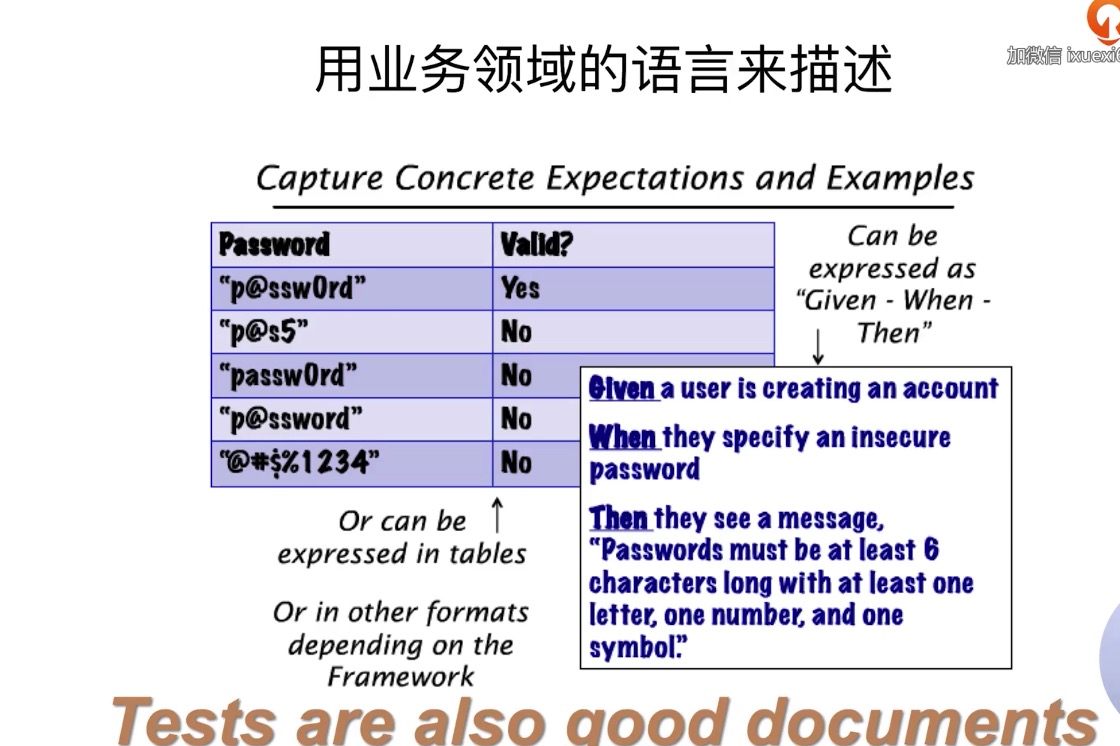 加微信 ixuexi
用业务领域的语言来描述
Capture Concrete Expectations and Examples
Password Valid?
“p@ssw0rd” Yes
“p@s5” No
“passw0rd” No
“p@ssword” No
“@#$%1234” No
Can be
expressed as
“Given - When -
Then”
Given a user is creating an account
When they specify an insecure
password
Then they see a message,
“Passwords must be at least 6
characters long with at least one
letter, one number, and one
symbol.”
Or can be
expressed in tables
Or in other formats
depending on the
Framework
Tests are also good documents